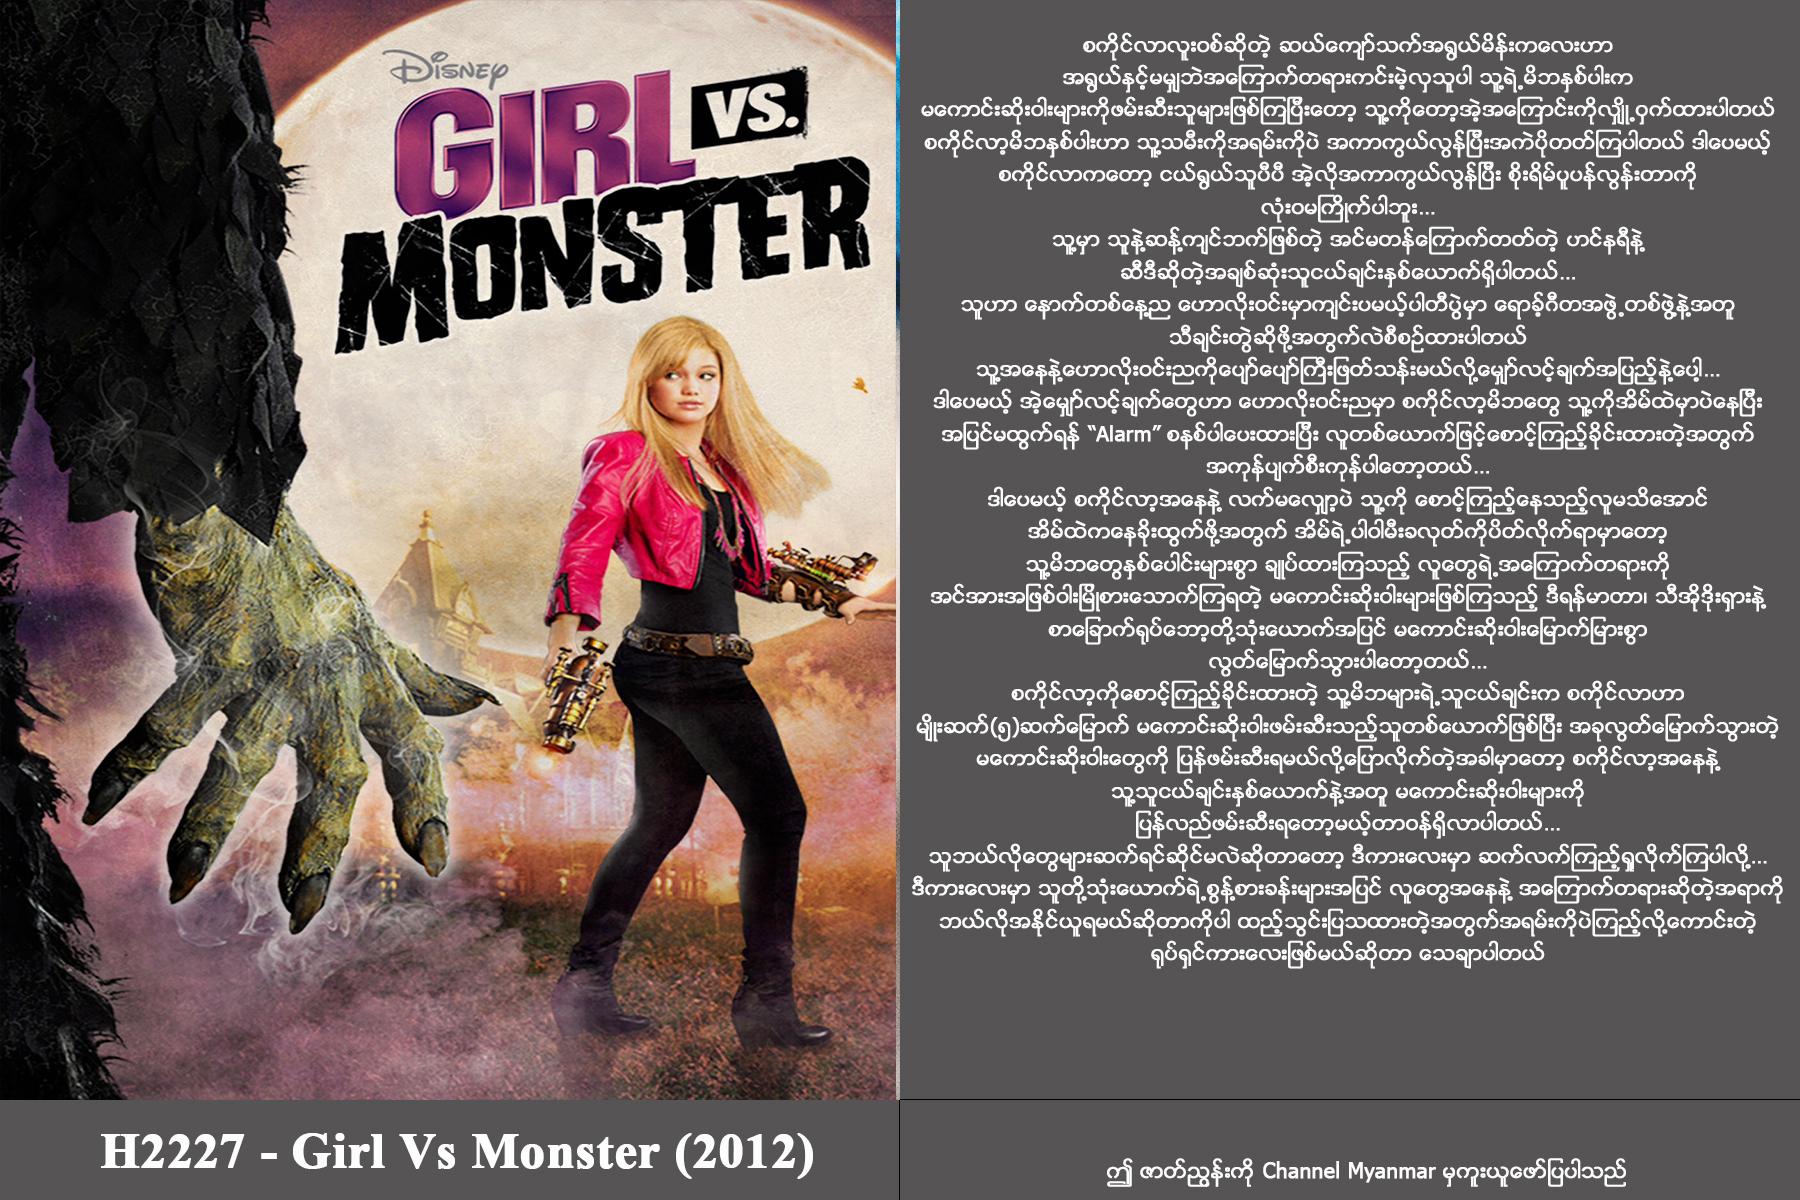 Disney
GIRL VS.
MONSTER
H2227 - Girl Vs Monster (2012)
စကိုင်လာလူးဝစ်ဆိုတဲ့ ဆယ်ကျော်သက်အရွယ်မိန်းကလေးဟာ
အရွယ်နှင့်မမျှဘဲအကြောက်တရားကင်းမဲ့လှသူပါ သူ့ရဲ့မိဘနှစ်ပါးက
မကောင်းဆိုးဝါးများကိုဖမ်းဆီးသူများဖြစ်ကြပြီးတော့ သူ့ကိုတော့အဲ့အကြောင်းကိုလျှို့ဝှက်ထားပါတယ်
စကိုင်လာ့မိဘနှစ်ပါးဟာ သူ့သမီးကိုအရမ်းကိုပဲ အကာကွယ်လွန်ပြီးအကဲပိုတတ်ကြပါတယ် ဒါပေမယ့်
စကိုင်လာကတော့ ငယ်ရွယ်သူပီပီ အဲ့လိုအကာကွယ်လွန်ပြီး စိုးရိမ်ပူပန်လွန်းတာကို
လုံးဝမကြိုက်ပါဘူး...
သူ့မှာ သူနဲ့ဆန့်ကျင်ဘက်ဖြစ်တဲ့ အင်မတန်ကြောက်တတ်တဲ့ ဟင်နရီနဲ့
ဆီဒီဆိုတဲ့အချစ်ဆုံးသူငယ်ချင်းနှစ်ယောက်ရှိပါတယ်...
သူဟာ နောက်တစ်နေ့ည ဟောလိုးဝင်းမှာကျင်းပမယ့်ပါတီပွဲမှာ ရော့ခ်ဂီတအဖွဲ့တစ်ဖွဲ့နဲ့အတူ
သီချင်းတွဲဆိုဖို့အတွက်လဲစီစဉ်ထားပါတယ်
သူ့အနေနဲ့ဟောလိုးဝင်းညကိုပျော်ပျော်ကြီးဖြတ်သန်းမယ်လို့မျှော်လင့်ချက်အပြည့်နဲ့ပေ့ါ...
ဒါပေမယ့် အဲ့မျှော်လင့်ချက်တွေဟာ ဟောလိုးဝင်းညမှာ စကိုင်လာ့မိဘတွေ သူ့ကိုအိမ်ထဲမှာပဲနေပြီး
အပြင်မထွက်ရန် “Alarm” စနစ်ပါပေးထားပြီး လူတစ်ယောက်ဖြင့်စောင့်ကြည့်ခိုင်းထားတဲ့အတွက်
အကုန်ပျက်စီးကုန်ပါတော့တယ်...
ဒါပေမယ့် စကိုင်လာ့အနေနဲ့ လက်မလျှော့ပဲ သူ့ကို စောင့်ကြည့်နေသည့်လူမသိအောင်
အိမ်ထဲကနေခိုးထွက်ဖို့အတွက် အိမ်ရဲ့ပါဝါမီးခလုတ်ကိုပိတ်လိုက်ရာမှာတော့
သူ့မိဘတွေနှစ်ပေါင်းများစွာ ချုပ်ထားကြသည့် လူတွေရဲ့အကြောက်တရားကို
အင်အားအဖြစ်ဝါးမြိုစားသောက်ကြရတဲ့ မကောင်းဆိုးဝါးများဖြစ်ကြသည့် ဒီရန်မာတာ၊ သီအိုဒိုးရှားနဲ့
စာခြောက်ရုပ်ဘော့တို့သုံးယောက်အပြင် မကောင်းဆိုးဝါးမြောက်မြားစွာ
လွတ်မြောက်သွားပါတော့တယ်...
စကိုင်လာ့ကိုစောင့်ကြည့်ခိုင်းထားတဲ့ သူ့မိဘများရဲ့သူငယ်ချင်းက စကိုင်လာဟာ
မျိုးဆက်(၅)ဆက်မြောက် မကောင်းဆိုးဝါးဖမ်းဆီးသည့်သူတစ်ယောက်ဖြစ်ပြီး အခုလွတ်မြောက်သွားတဲ့
မကောင်းဆိုးဝါးတွေကို ပြန်ဖမ်းဆီးရမယ်လို့ပြောလိုက်တဲ့အခါမှာတော့ စကိုင်လာ့အနေနဲ့
သူ့သူငယ်ချင်းနှစ်ယောက်နဲ့အတူ မကောင်းဆိုးဝါးများကို
ပြန်လည်ဖမ်းဆီးရတော့မယ့်တာဝန်ရှိလာပါတယ်...
သူဘယ်လိုတွေများဆက်ရင်ဆိုင်မလဲဆိုတာတော့ ဒီကားလေးမှာ ဆက်လက်ကြည့်ရှုလိုက်ကြပါလို့...
ဒီကားလေးမှာ သူတို့သုံးယောက်ရဲ့စွန့်စားခန်းများအပြင် လူတွေအနေနဲ့ အကြောက်တရားဆိုတဲ့အရာကို
ဘယ်လိုအနိုင်ယူရမယ်ဆိုတာကိုပါ ထည့်သွင်းပြသထားတဲ့အတွက်အရမ်းကိုပဲကြည့်လို့ကောင်းတဲ့
ရုပ်ရှင်ကားလေးဖြစ်မယ်ဆိုတာ သေချာပါတယ်
ဤ ဇာတ်ညွှန်းကို Channel Myanmar မှကူးယူဖော်ပြပါသည်